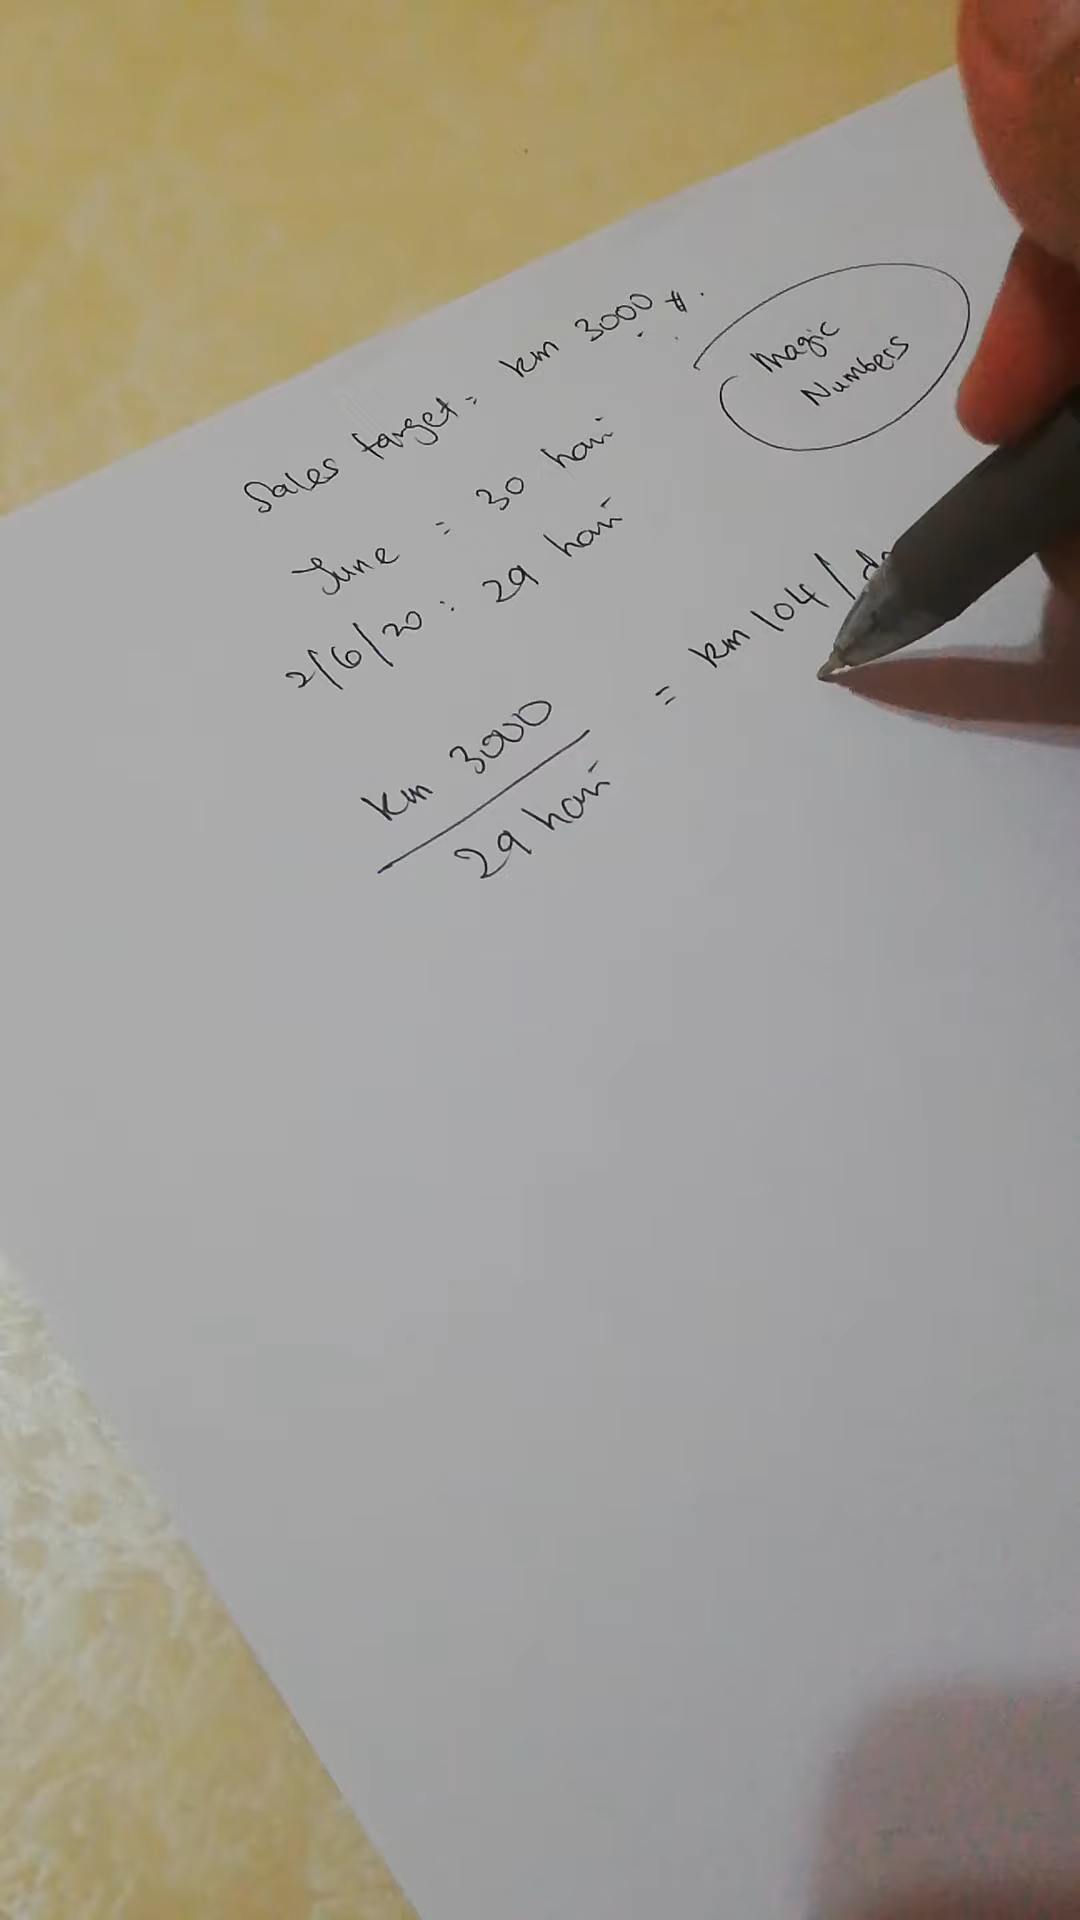 Sales target = RM 3000 #.
Magic
Numbers
June = 30 hari
2/6/20 : 29 hari
RM 3000
29 hari
= RM 104 /